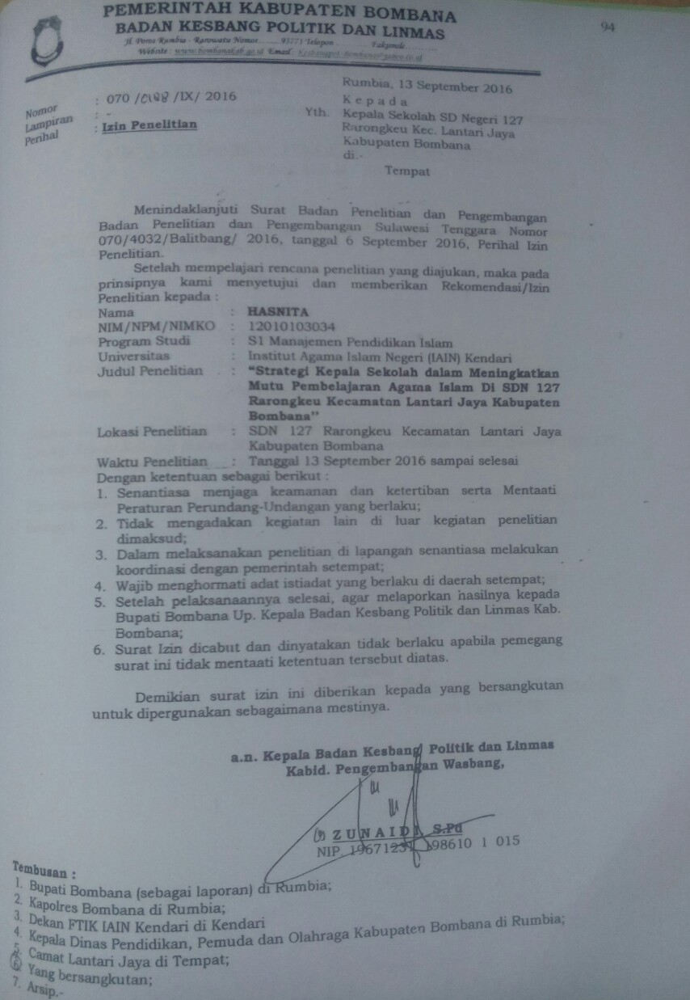 94
PEMERINTAH KABUPATEN BOMBANA
BADAN KESBANG POLITIK DAN LINMAS
Jl. Poros Rumbia - Rarowatu Nomor....... 93771 Telepon ............... Faksimile.........
Website : www.bombanakab.go.id Email :
Rumbia, 13 September 2016
Nomor : 070 / /IX/ 2016
Kepada
Lampiran : -
Yth. Kepala Sekolah SD Negeri 127
Perihal : Izin Penelitian
Rarongkeu Kec. Lantari Jaya
Kabupaten Bombana
di.-
Tempat
Menindaklanjuti Surat Badan Penelitian dan Pengembangan
Badan Penelitian dan Pengembangan Sulawesi Tenggara Nomor
070/4032/Balitbang/ 2016, tanggal 6 September 2016, Perihal Izin
Penelitian.
Setelah mempelajari rencana penelitian yang diajukan, maka pada
prinsipnya kami menyetujui dan memberikan Rekomendasi/Izin
Penelitian kepada :
Nama : HASNITA
NIM/NPM/NIMKO : 12010103034
Program Studi : S1 Manajemen Pendidikan Islam
Universitas : Institut Agama Islam Negeri (IAIN) Kendari
Judul Penelitian : “Strategi Kepala Sekolah dalam Meningkatkan
Mutu Pembelajaran Agama Islam Di SDN 127
Rarongkeu Kecamatan Lantari Jaya Kabupaten
Bombana”
Lokasi Penelitian : SDN 127 Rarongkeu Kecamatan Lantari Jaya
Kabupaten Bombana
Waktu Penelitian : Tanggal 13 September 2016 sampai selesai
Dengan ketentuan sebagai berikut :
1. Senantiasa menjaga keamanan dan ketertiban serta Mentaati
Peraturan Perundang-Undangan yang berlaku;
2. Tidak mengadakan kegiatan lain di luar kegiatan penelitian
dimaksud;
3. Dalam melaksanakan penelitian di lapangan senantiasa melakukan
koordinasi dengan pemerintah setempat;
4. Wajib menghormati adat istiadat yang berlaku di daerah setempat;
5. Setelah pelaksanaannya selesai, agar melaporkan hasilnya kepada
Bupati Bombana Up. Kepala Badan Kesbang Politik dan Linmas Kab.
Bombana;
6. Surat Izin dicabut dan dinyatakan tidak berlaku apabila pemegang
surat ini tidak mentaati ketentuan tersebut diatas.
Demikian surat izin ini diberikan kepada yang bersangkutan
untuk dipergunakan sebagaimana mestinya.
a.n. Kepala Badan Kesbang Politik dan Linmas
Kabid. Pengembangan Wasbang,
Z U N A I D I, S.Pd
NIP. 198610 1 015
Tembusan :
1. Bupati Bombana (sebagai laporan) di Rumbia;
2. Kapolres Bombana di Rumbia;
3. Dekan FTIK IAIN Kendari di Kendari
4. Kepala Dinas Pendidikan, Pemuda dan Olahraga Kabupaten Bombana di Rumbia;
5. Camat Lantari Jaya di Tempat;
6. Yang bersangkutan;
7. Arsip.-